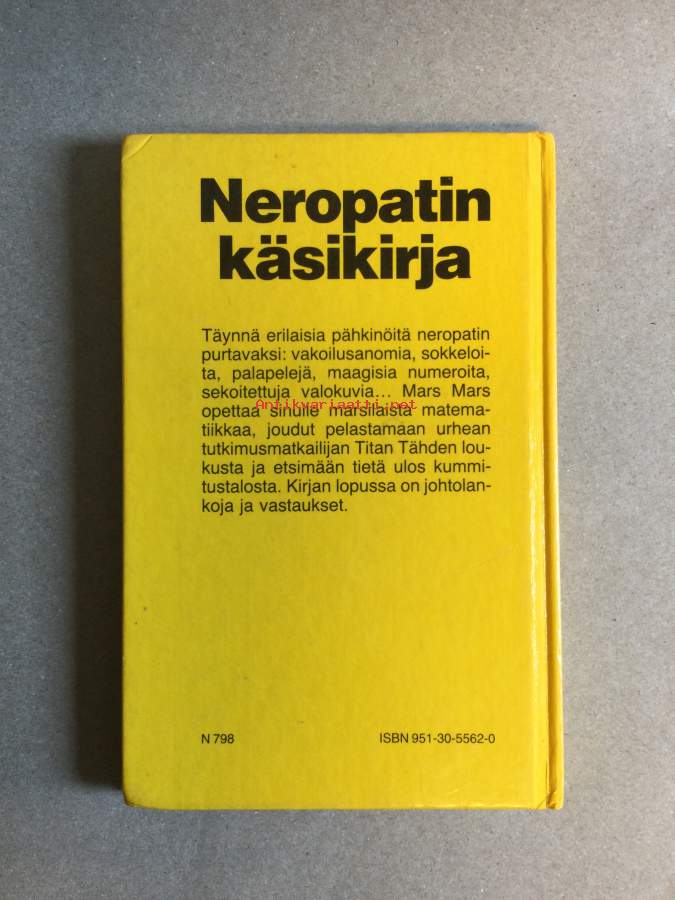 Neropatin
käsikirja
Täynnä erilaisia pähkinöitä neropatin
purtavaksi: vakoilusanomia, sokkeloi-
ta, palapelejä, maagisia numeroita,
sekoitettuja valokuvia... Mars Mars
Antikvariaatti.net
opettaa sinulle marsilaista matema-
tiikkaa, joudut pelastamaan urhean
tutkimusmatkailijan Titan Tähden lou-
kusta ja etsimään tietä ulos kummi-
tustalosta. Kirjan lopussa on johtolan-
koja ja vastaukset.
N 798 ISBN 951-30-5562-0